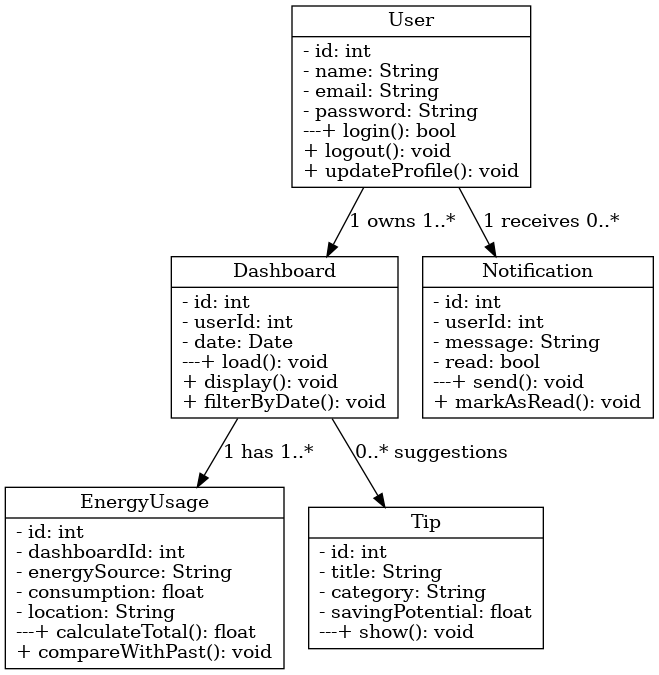 User
- id: int
- name: String
- email: String
- password: String
---+ login(): bool
+ logout(): void
+ updateProfile(): void
1 owns 1..*
1 receives 0..*
Dashboard
- id: int
- userId: int
- date: Date
---+ load(): void
+ display(): void
+ filterByDate(): void
Notification
- id: int
- userId: int
- message: String
- read: bool
---+ send(): void
+ markAsRead(): void
1 has 1..*
0..* suggestions
EnergyUsage
- id: int
- dashboardId: int
- energySource: String
- consumption: float
- location: String
---+ calculateTotal(): float
+ compareWithPast(): void
Tip
- id: int
- title: String
- category: String
- savingPotential: float
---+ show(): void